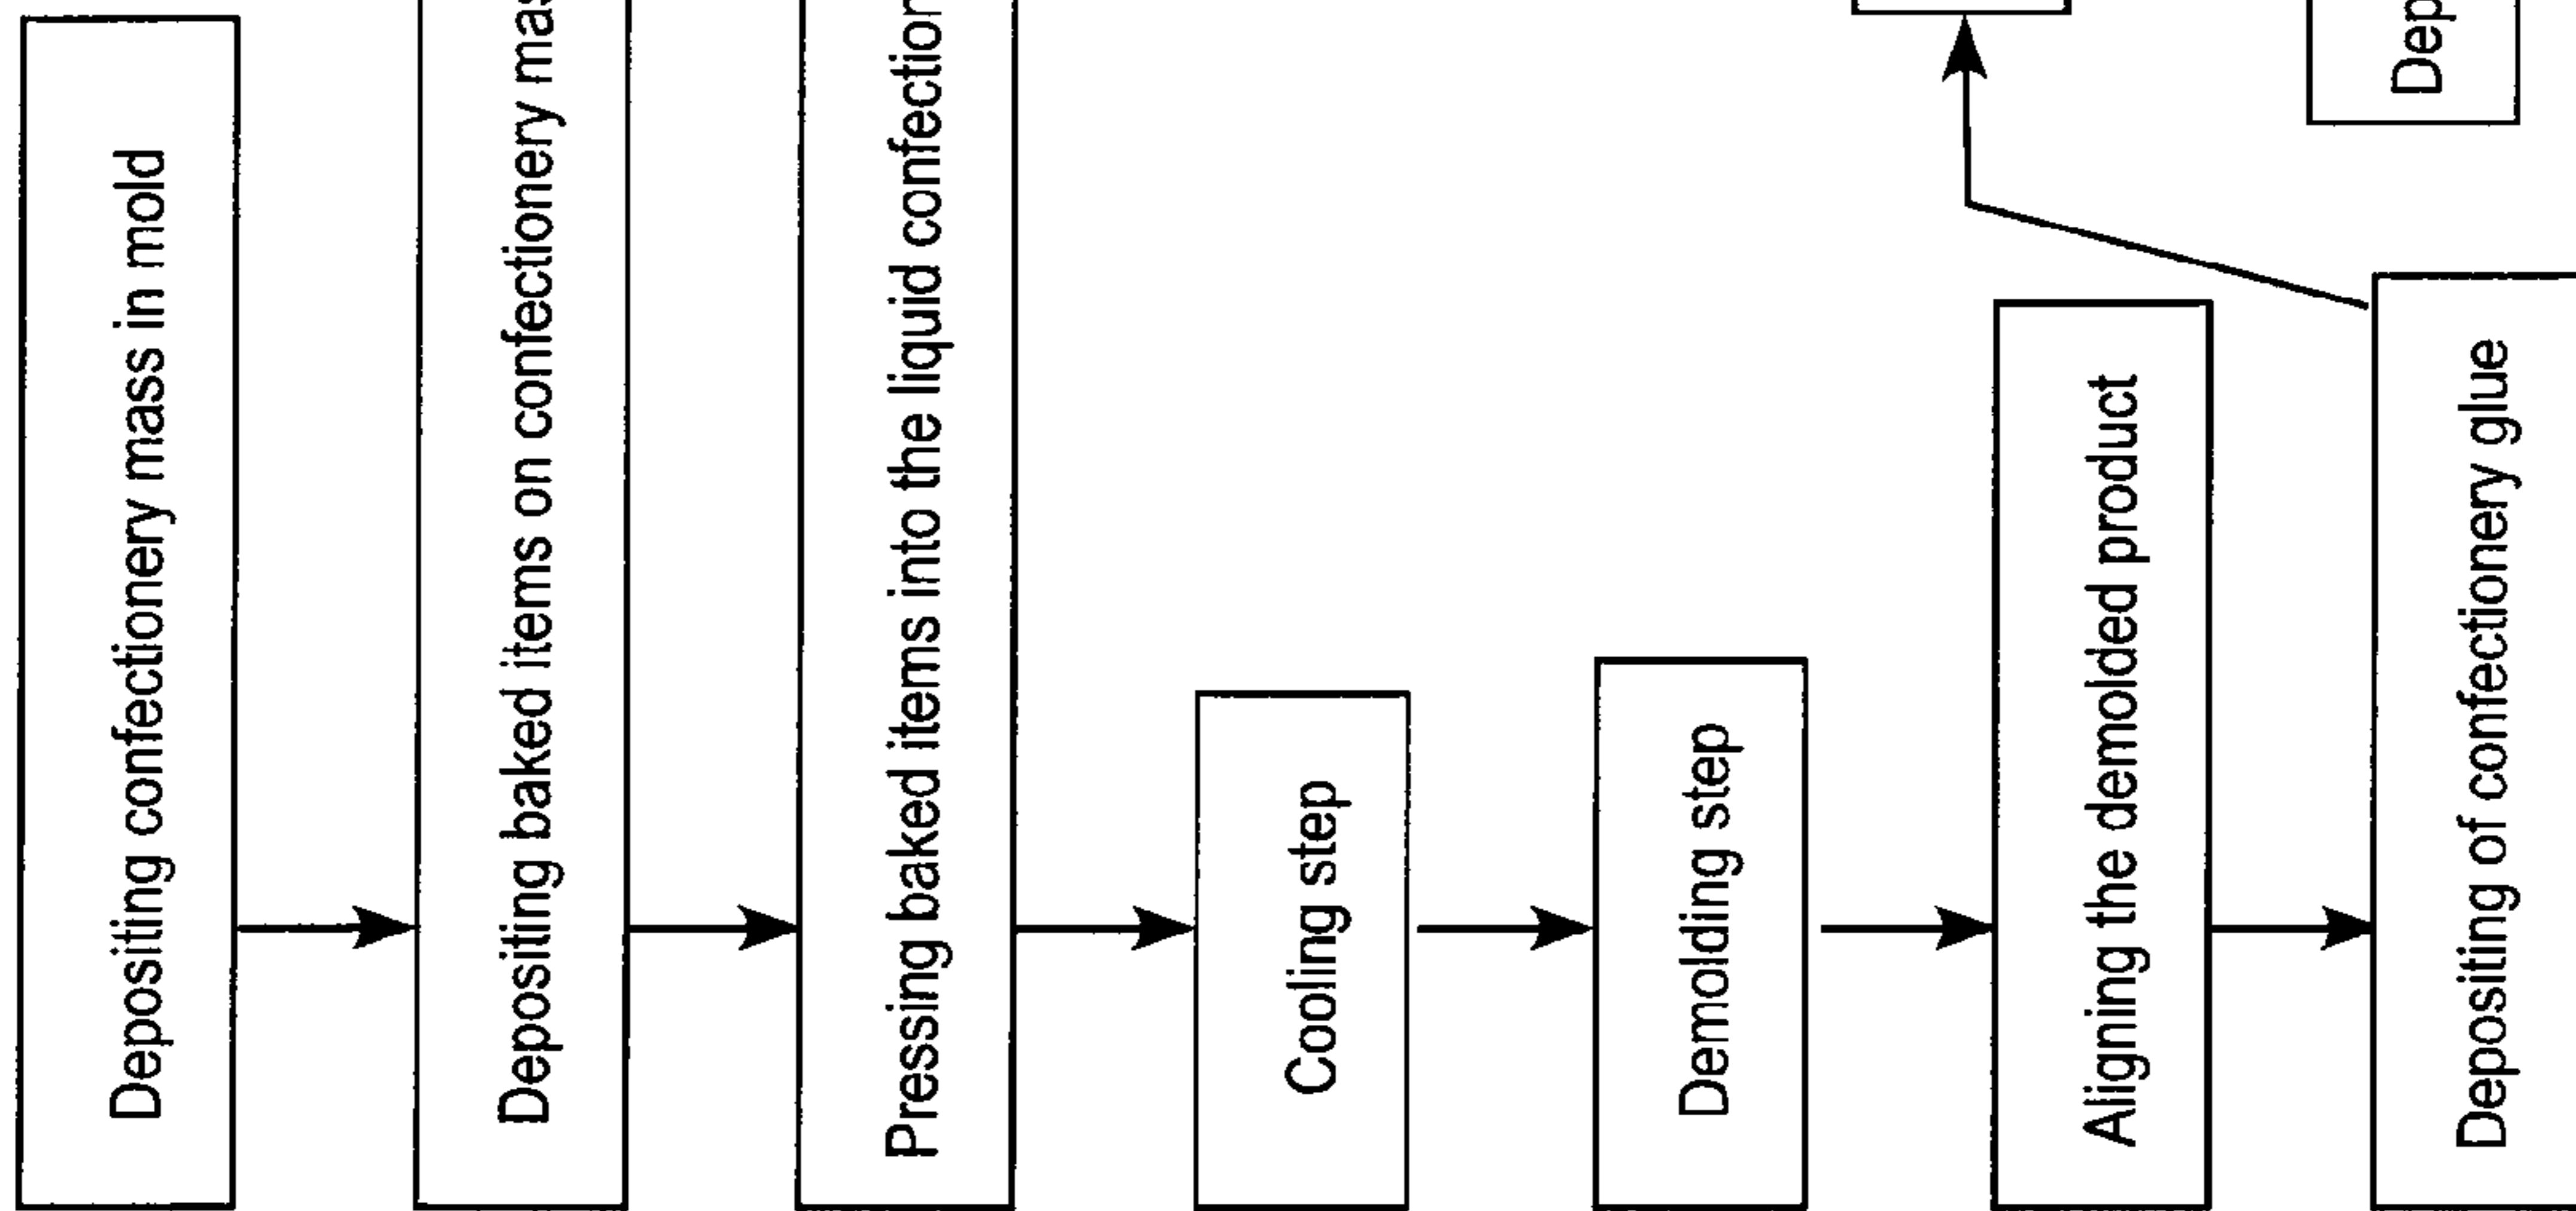 Depositing confectionery mass in mold
Depositing baked items on confectionery mas
Pressing baked items into the liquid confection
Cooling step
Demolding step
Aligning the demolded product
Depositing of confectionery glue
Dep